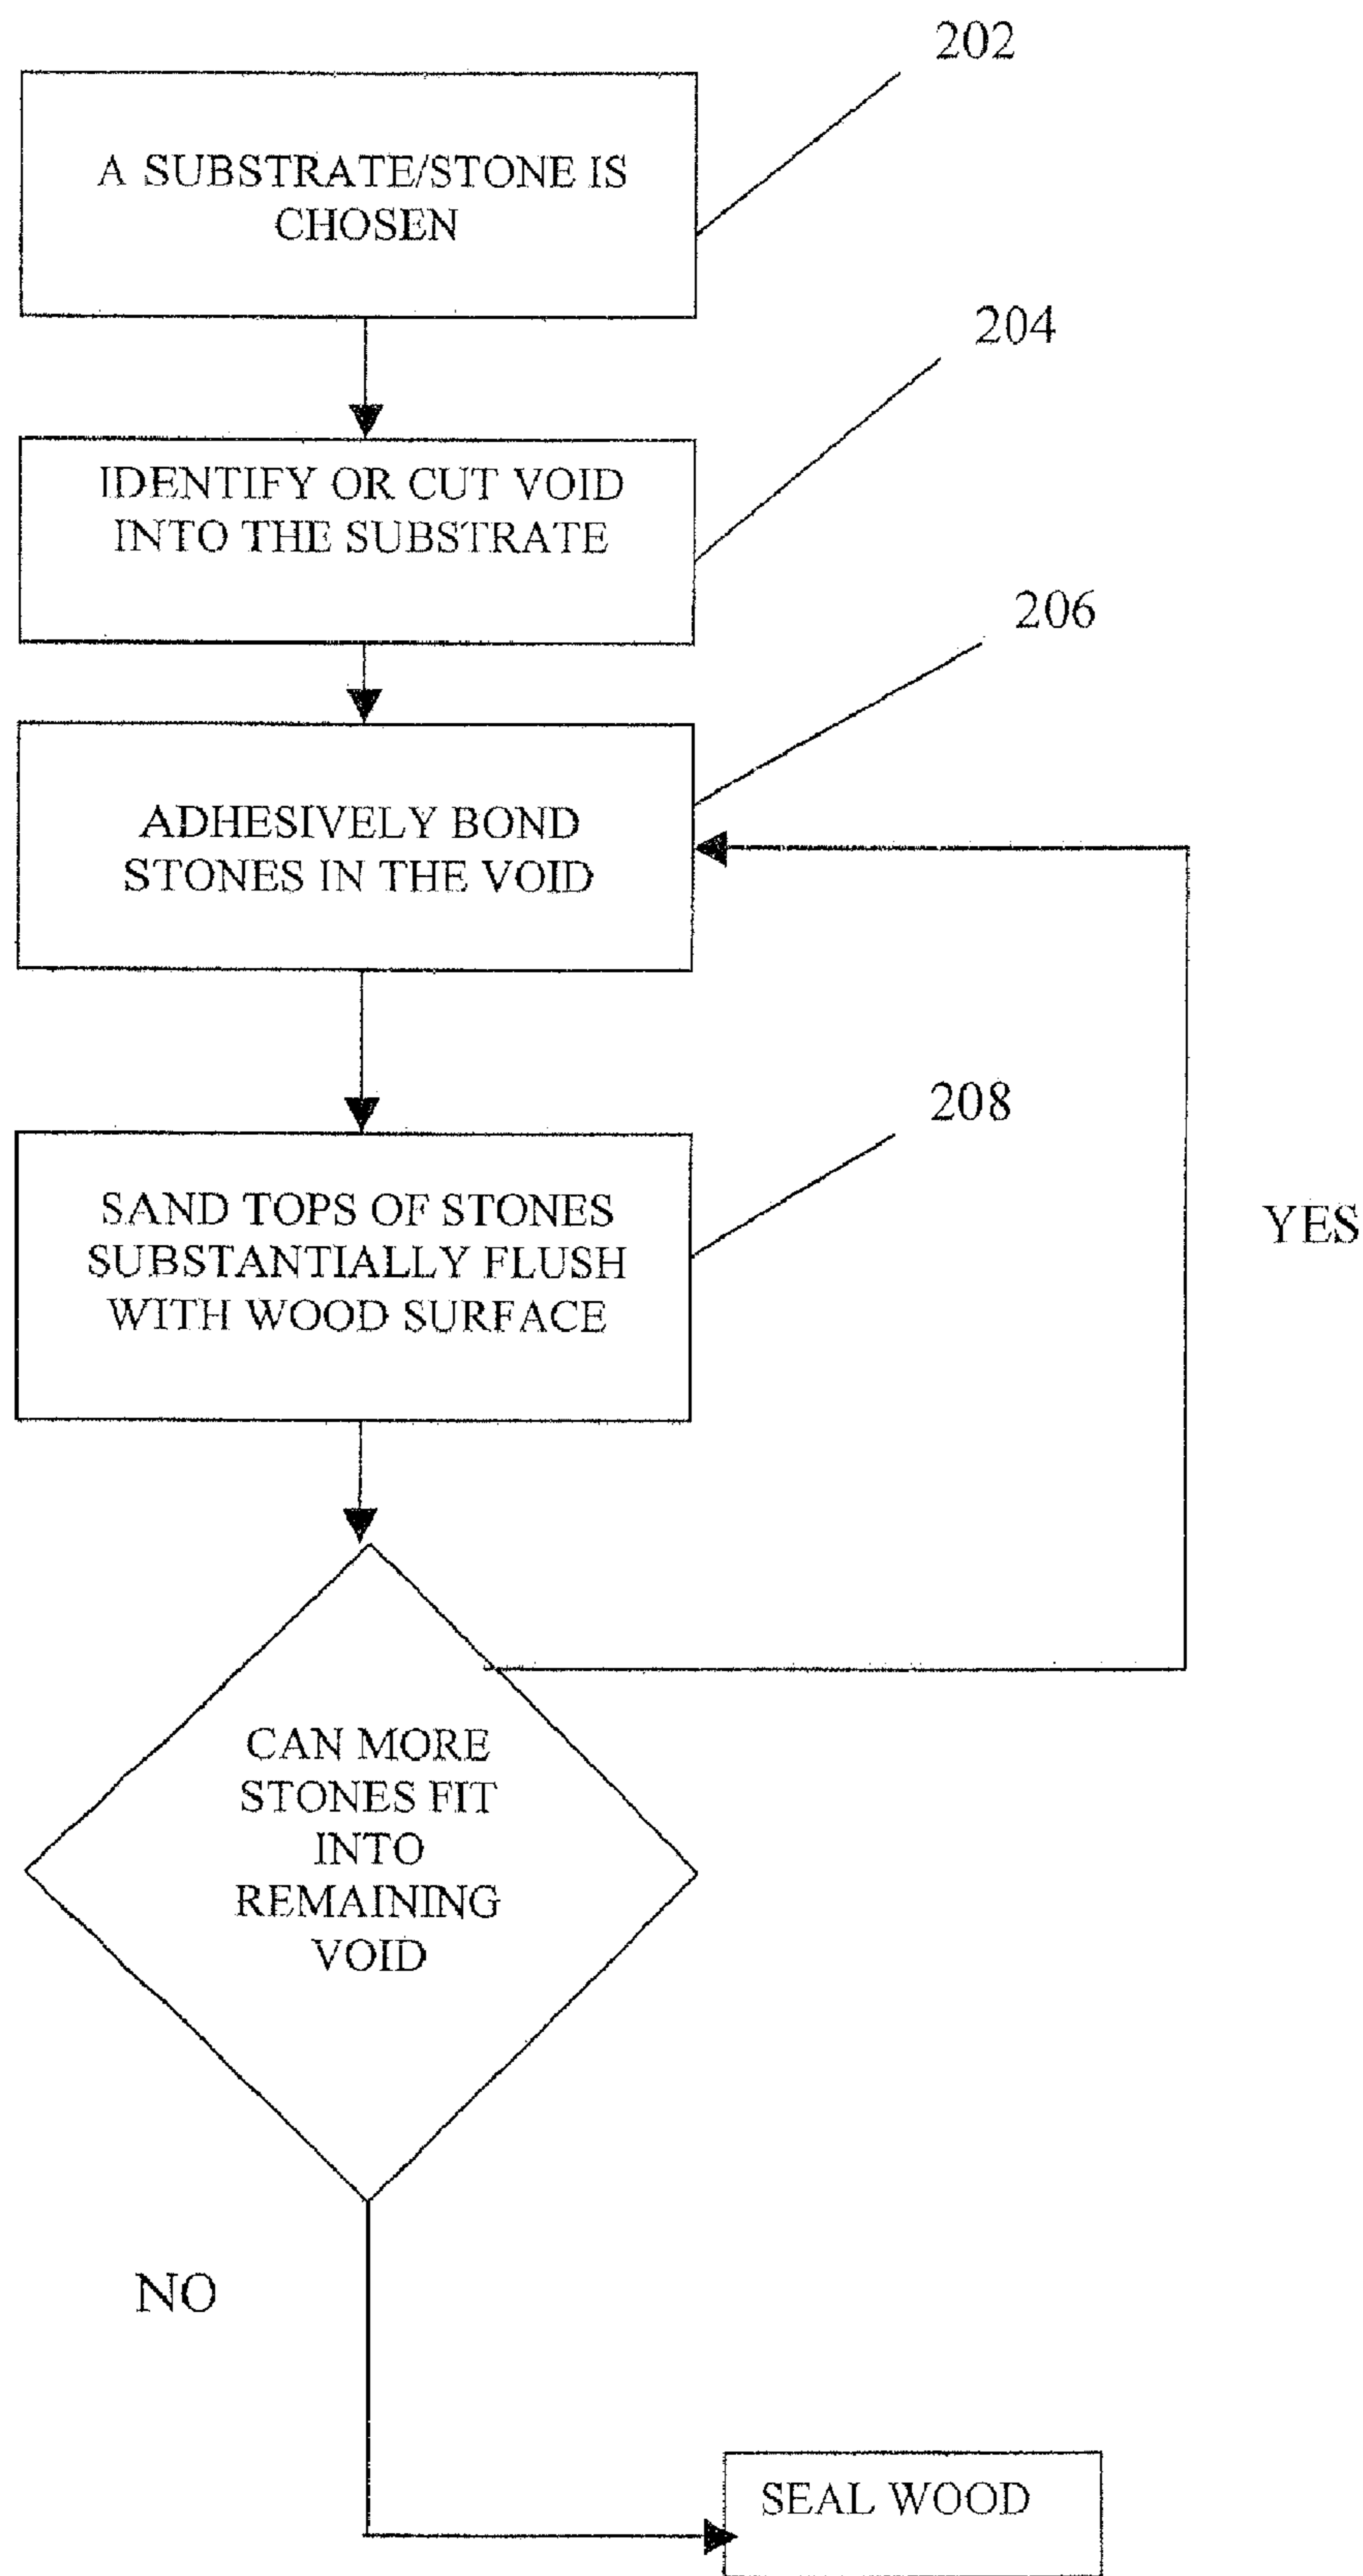 202
A SUBSTRATE/STONE IS
CHOSEN
204
IDENTIFY OR CUT VOID
INTO THE SUBSTRATE
206
ADHESIVELY BOND
STONES IN THE VOID
208
SAND TOPS OF STONES
SUBSTANTIALLY FLUSH
WITH WOOD SURFACE
YES
CAN MORE
STONES FIT
INTO
REMAINING
VOID
NO
SEAL WOOD